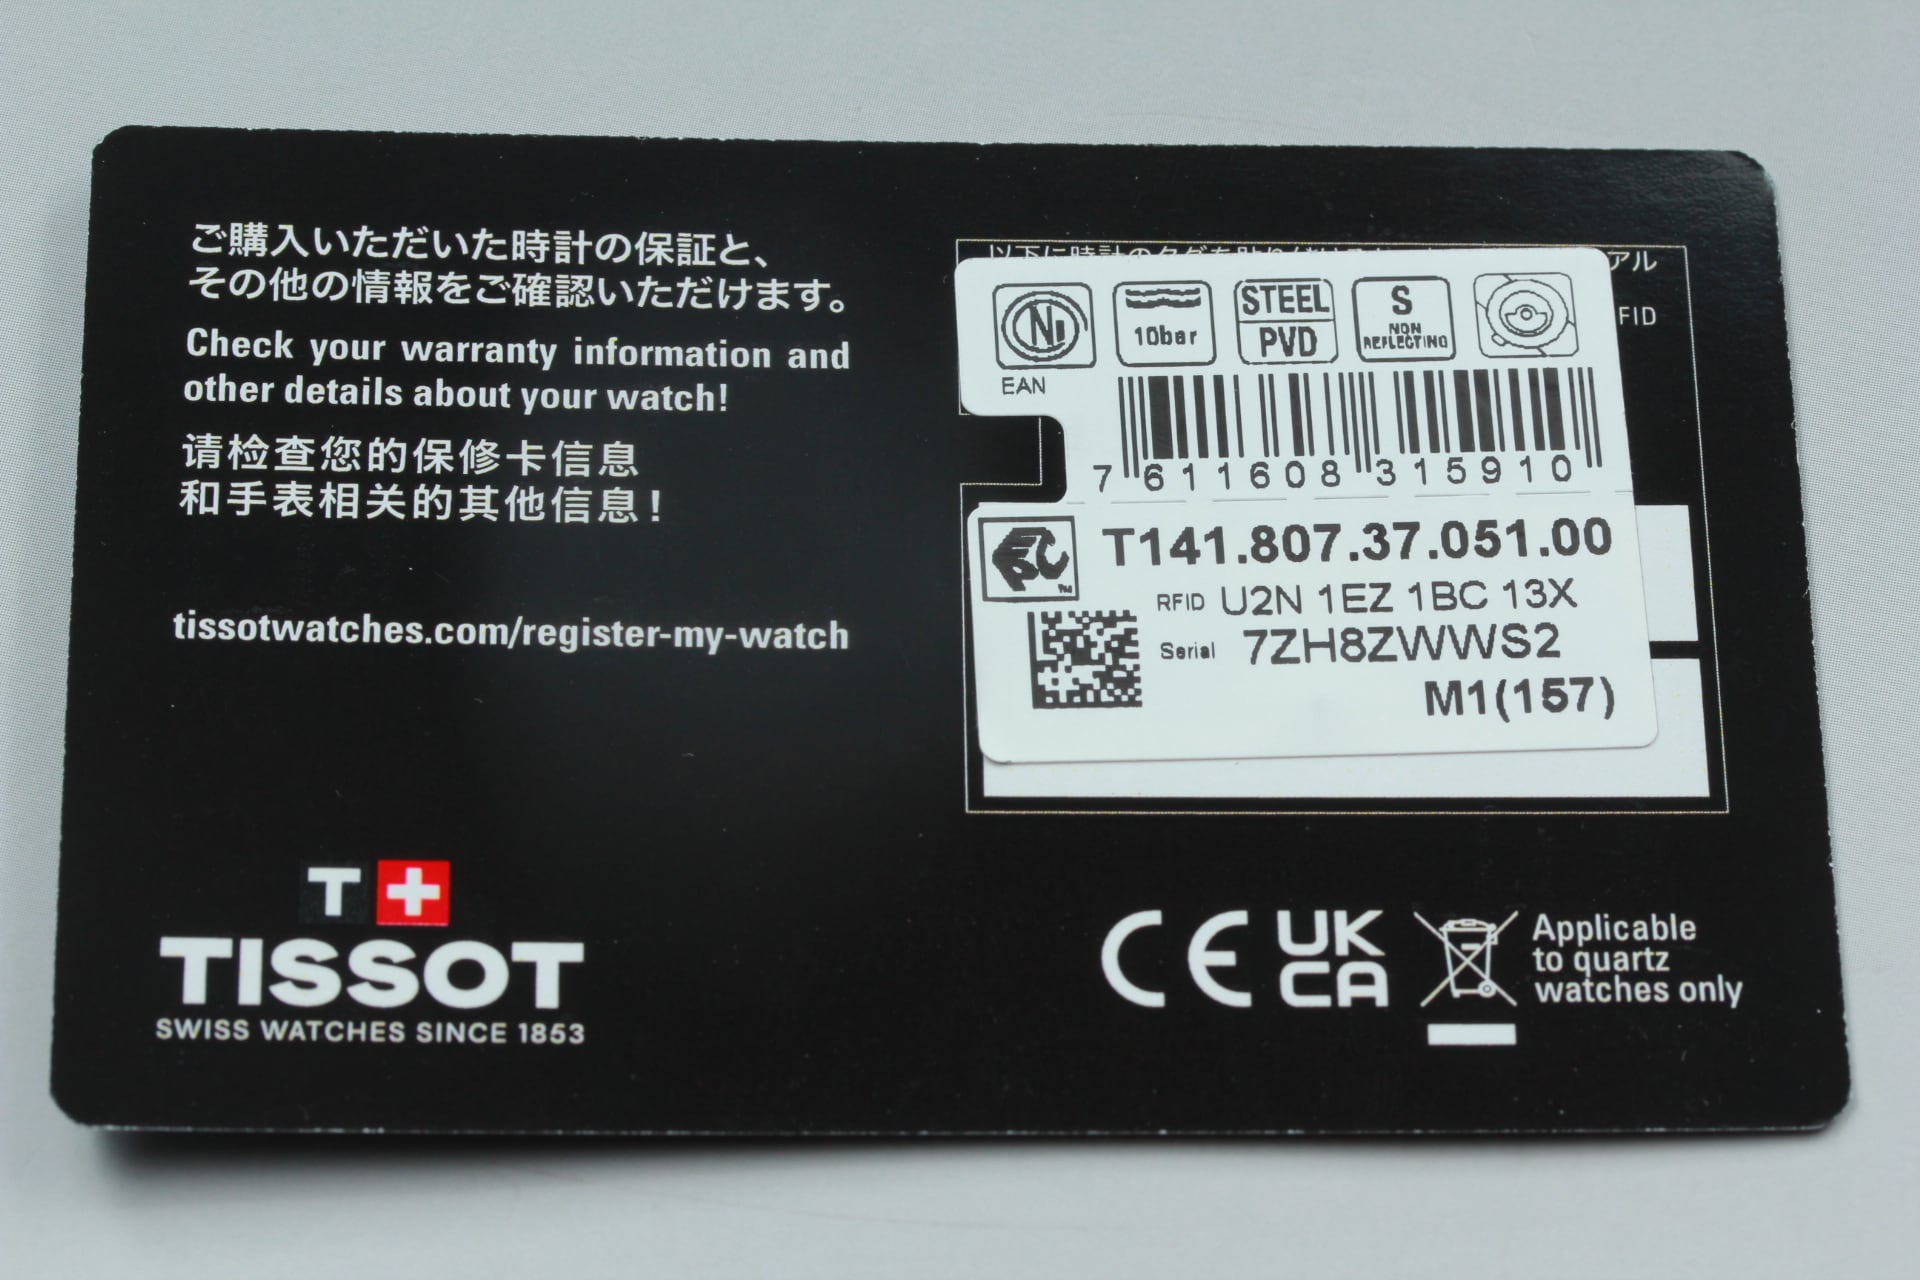 ご購入いただいた時計の保証と、
その他の情報をご確認いただけます。
Check your warranty information and
other details about your watch!
请检查您的保修卡信息
和手表相关的其他信息！
tissotwatches.com/register-my-watch
T
TISSOT
SWISS WATCHES SINCE 1853
アル
FID
N
10bar
STEEL
PVD
S
NON
REFLECTING
EAN
7 611608 315910
T141.807.37.051.00
RFID U2N 1EZ 1BC 13X
Serial 7ZH8ZWWS2
M1(157)
CE
UK
CA
Applicable
to quartz
watches only